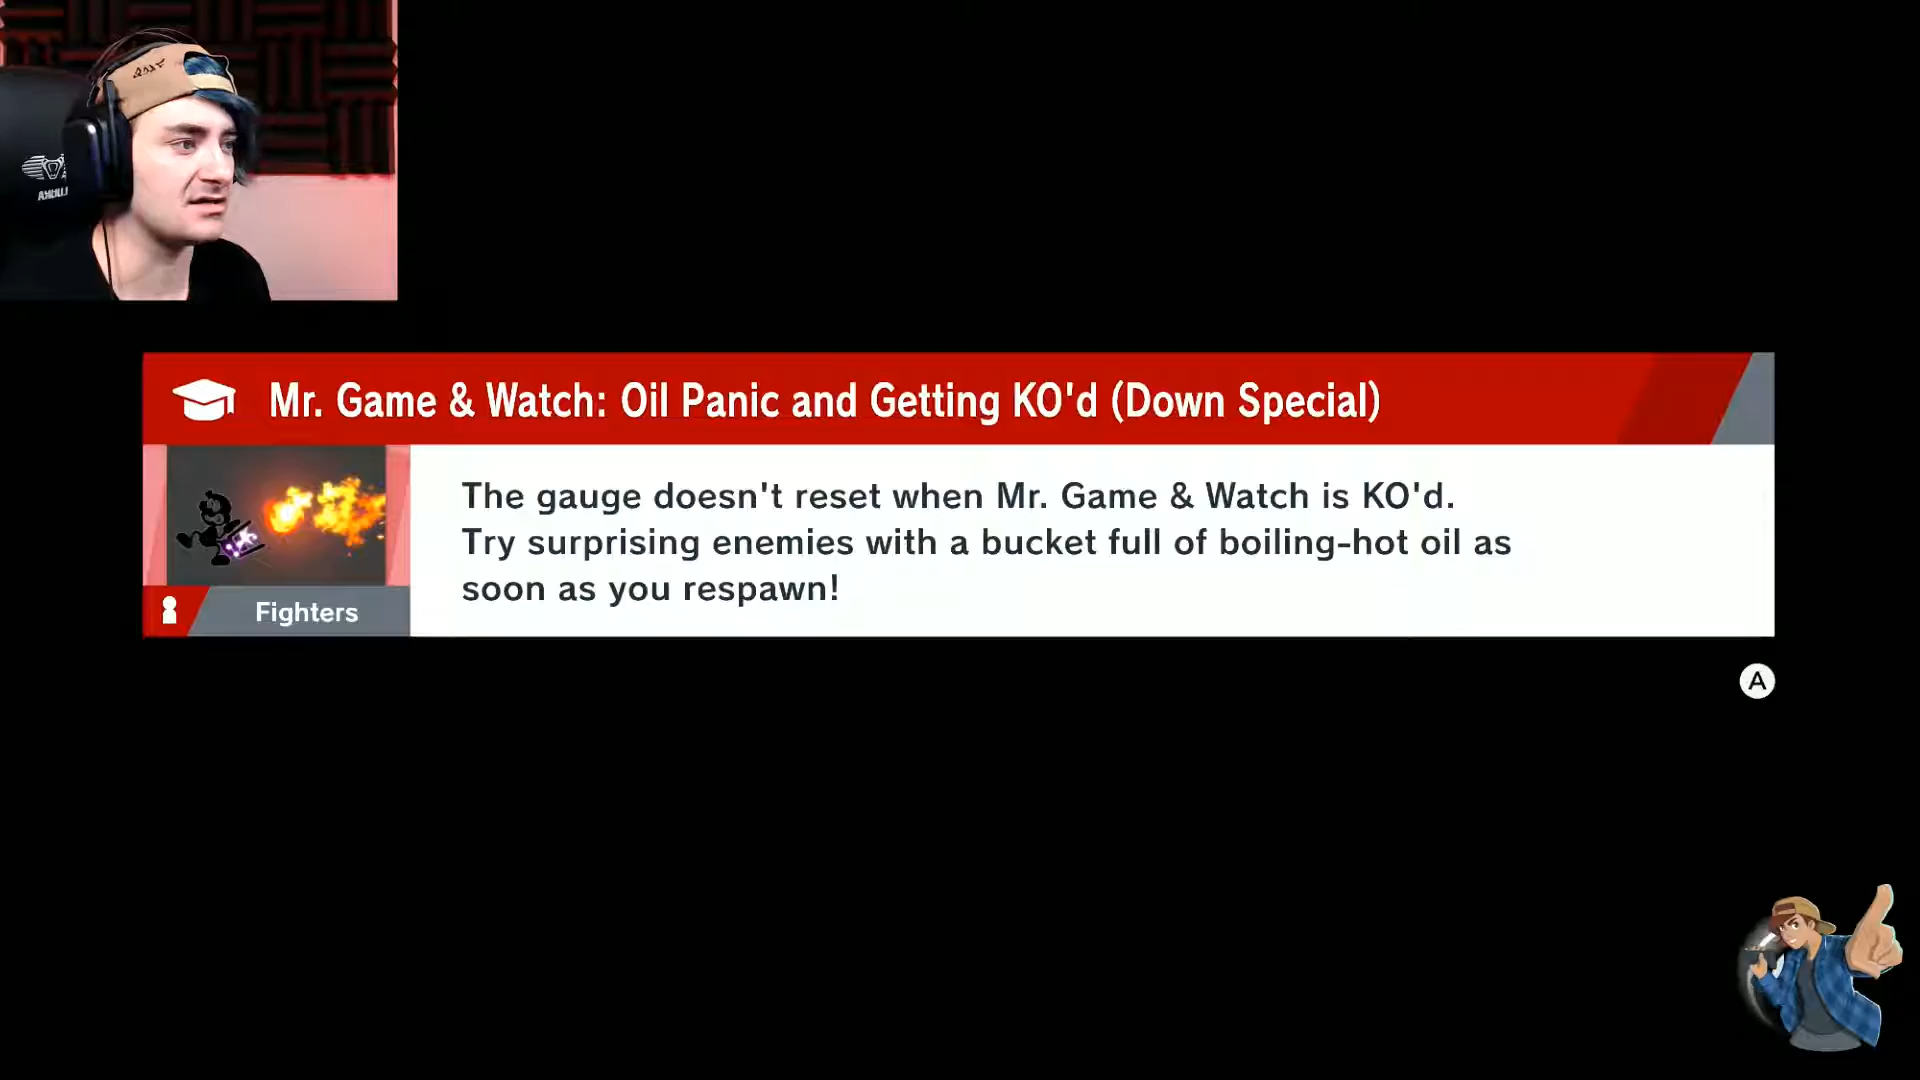 Mr. Game & Watch: Oil Panic and Getting KO'd (Down Special)
The gauge doesn't reset when Mr. Game & Watch is KO'd.
Try surprising enemies with a bucket full of boiling-hot oil as
soon as you respawn!
Fighters
A